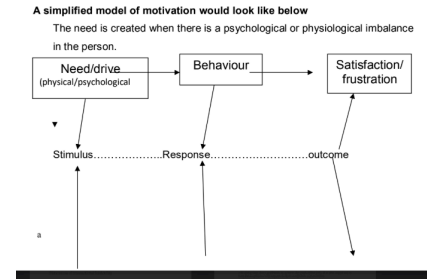 A simplified model of motivation would look like below
The need is created when there is a psychological or physiological imbalance
in the person.
Need/drive
(physical/psychological
Behaviour
Satisfaction/
frustration
Stimulus………………..Response………………………..outcome
a